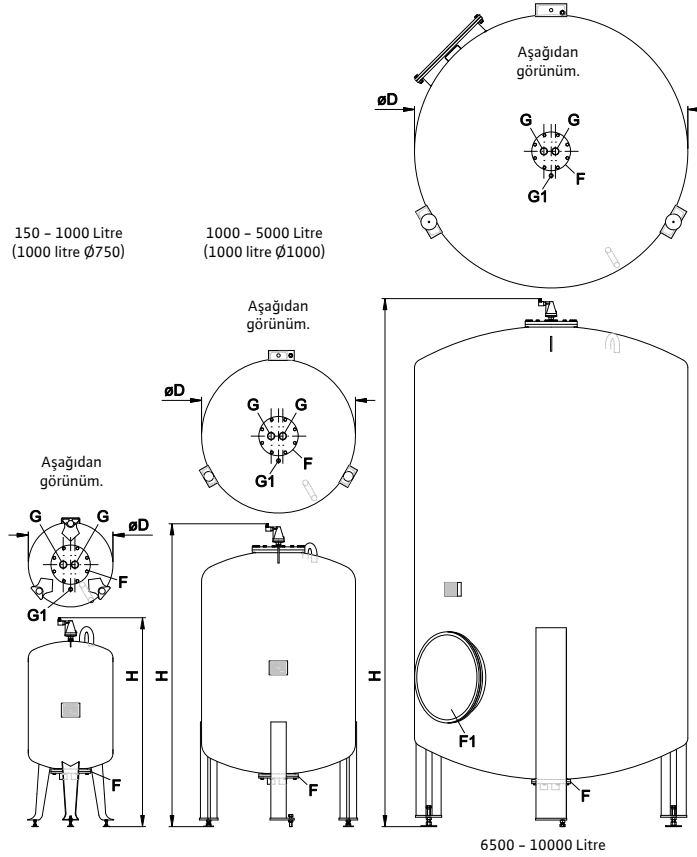 Aşağıdan
görünüm.
øD
G G
F
G1
150 – 1000 Litre
(1000 litre Ø750)
1000 – 5000 Litre
(1000 litre Ø1000)
Aşağıdan
görünüm.
øD
G G
F
G1
Aşağıdan
görünüm.
G G
øD
F
G1
H
H
H
F1
F
F
F
6500 – 10000 Litre